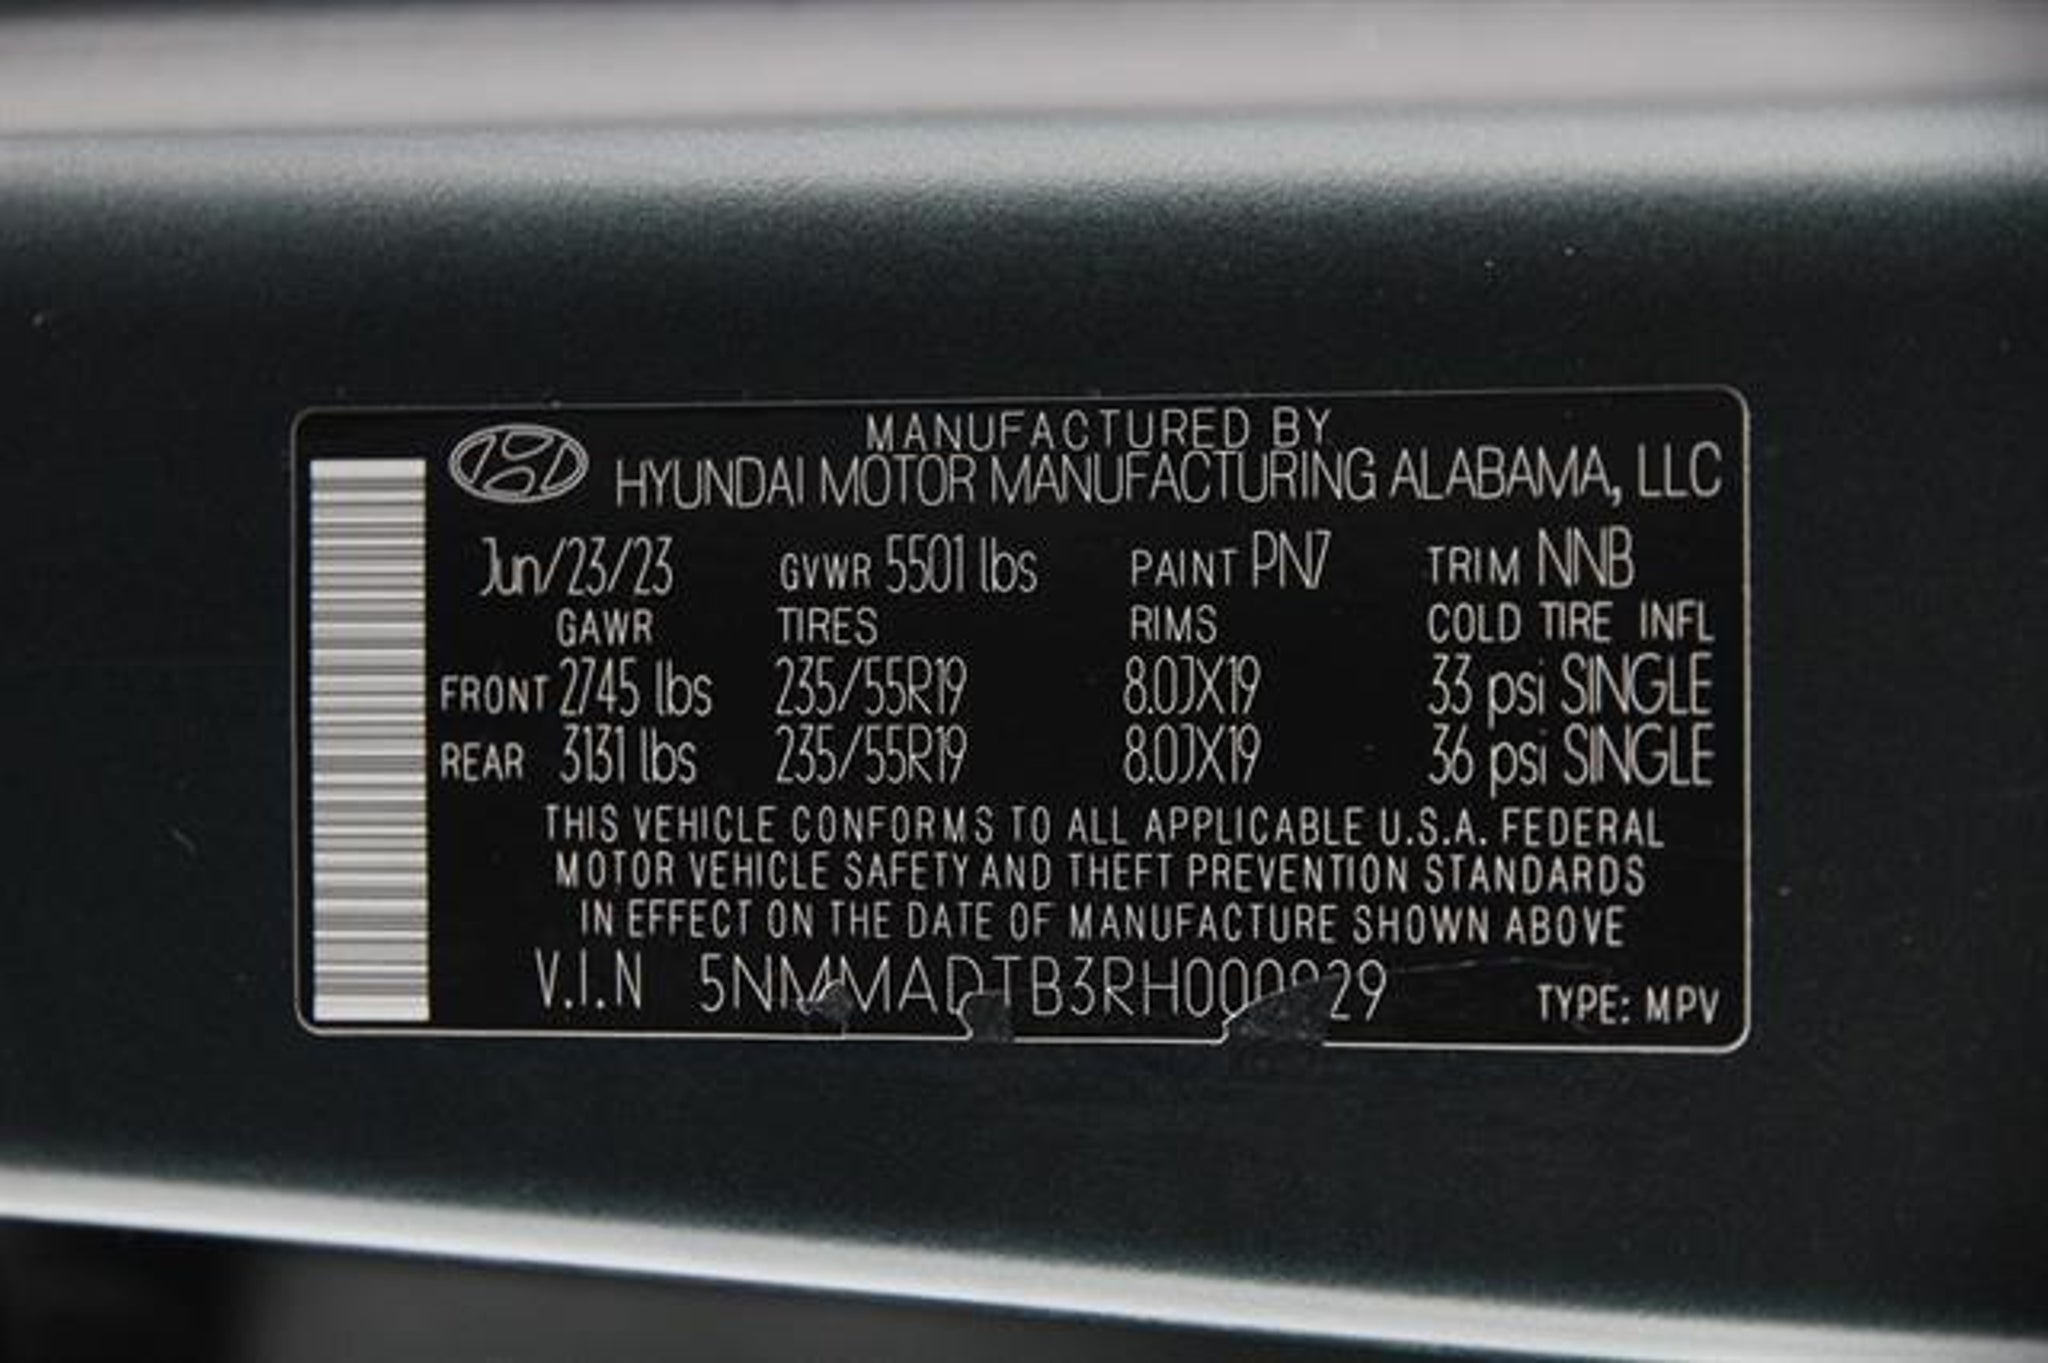 MANUFACTURED BY
HYUNDAI MOTOR MANUFACTURING ALABAMA, LLC
Jun/23/23 GVWR 5501 lbs PAINT PN7 TRIM NNB
GAWR TIRES RIMS COLD TIRE INFL
FRONT 2745 lbs 235/55R19 8.0JX19 33 psi SINGLE
REAR 3131 lbs 235/55R19 8.0JX19 36 psi SINGLE
THIS VEHICLE CONFORMS TO ALL APPLICABLE U.S.A. FEDERAL
MOTOR VEHICLE SAFETY AND THEFT PREVENTION STANDARDS
IN EFFECT ON THE DATE OF MANUFACTURE SHOWN ABOVE
V.I.N 5NMMADTB3RH000929 TYPE: MPV